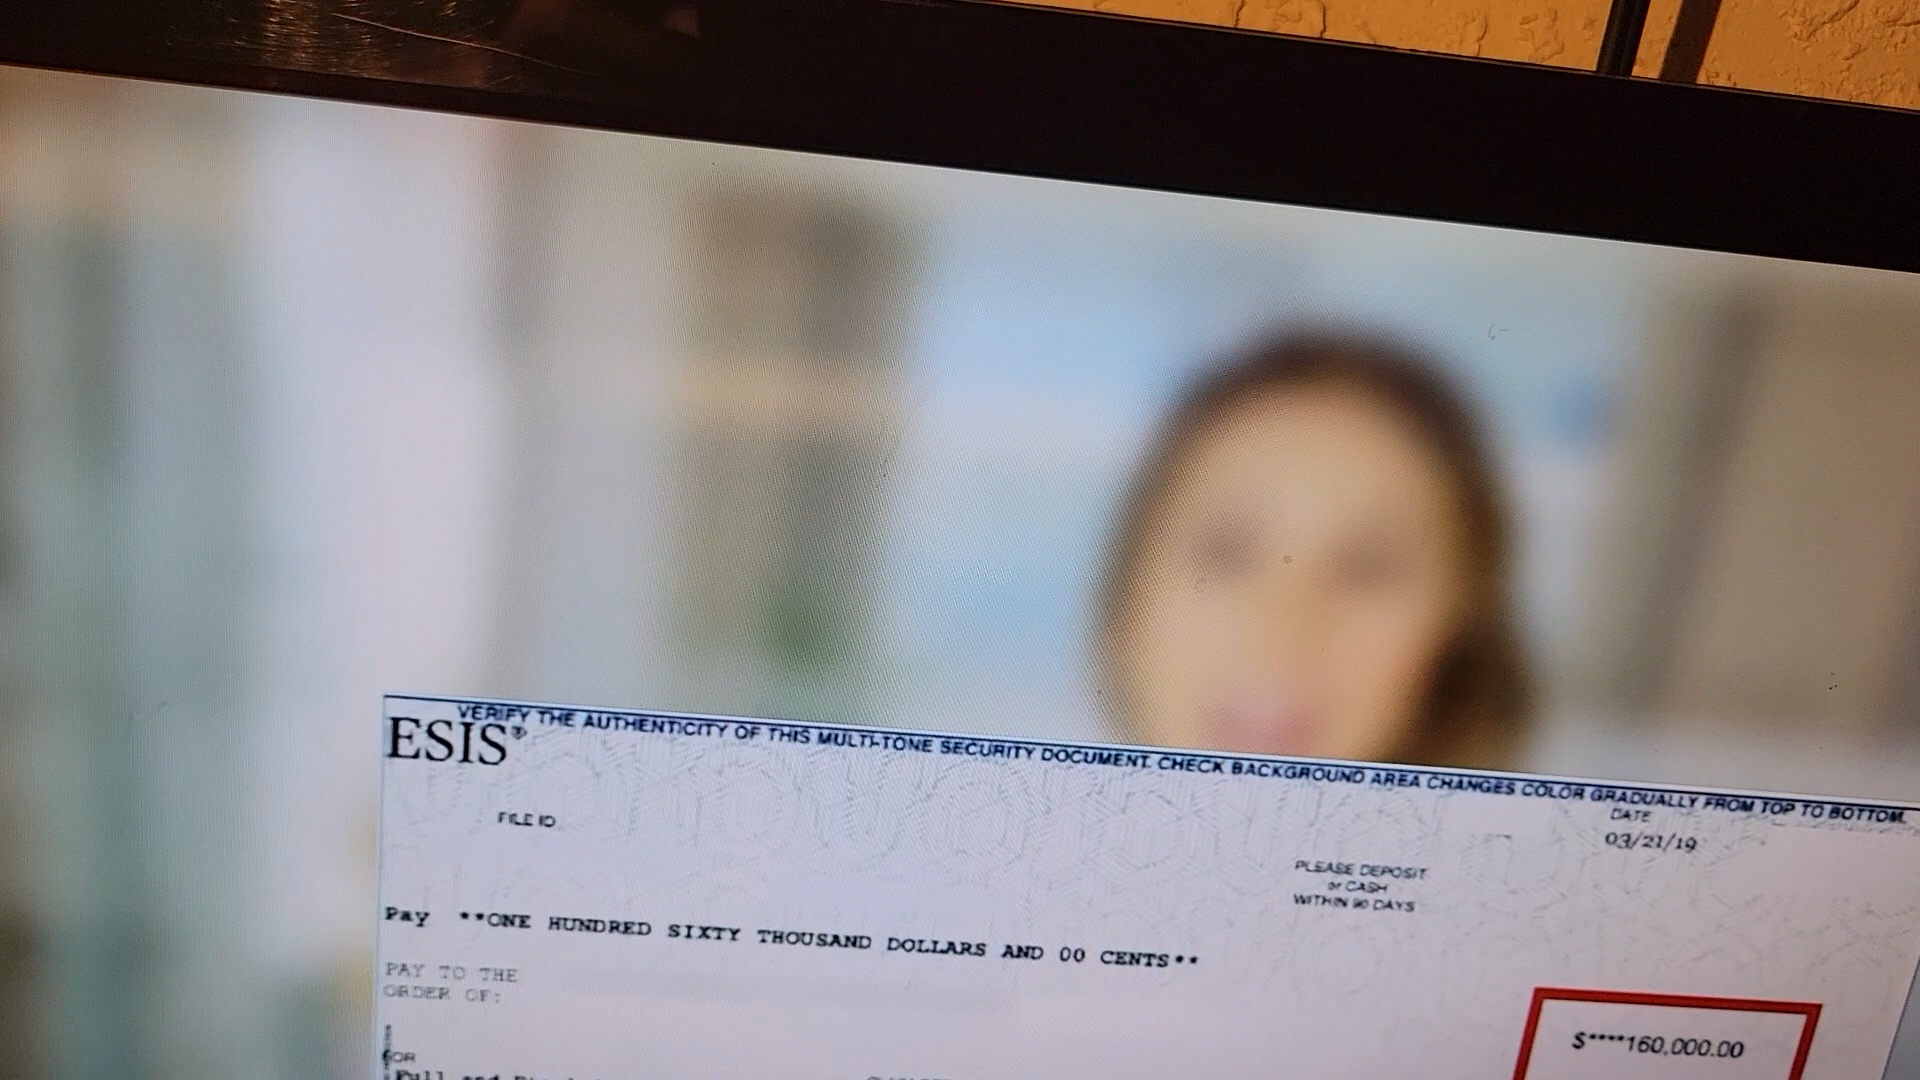 VERIFY THE AUTHENTICITY OF THIS MULTI-TONE SECURITY DOCUMENT. CHECK BACKGROUND AREA CHANGES COLOR GRADUALLY FROM TOP TO BOTTOM.
ESIS®
FILE ID
DATE
03/21/19
PLEASE DEPOSIT
or CASH
WITHIN 90 DAYS
Pay **ONE HUNDRED SIXTY THOUSAND DOLLARS AND 00 CENTS**
PAY TO THE
ORDER OF:
$****160,000.00
FOR
Full and